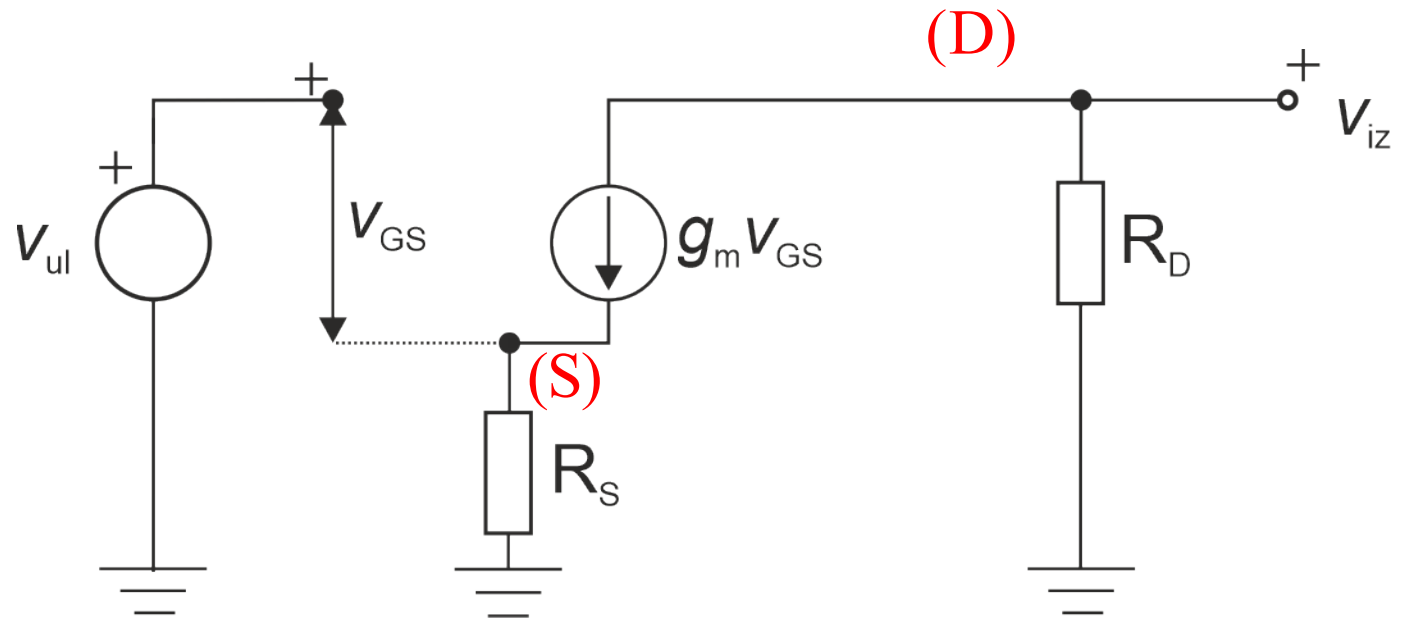 (D)
+
+
v_iz
+
v_ul
v_GS
g_m v_GS
R_D
(S)
R_S